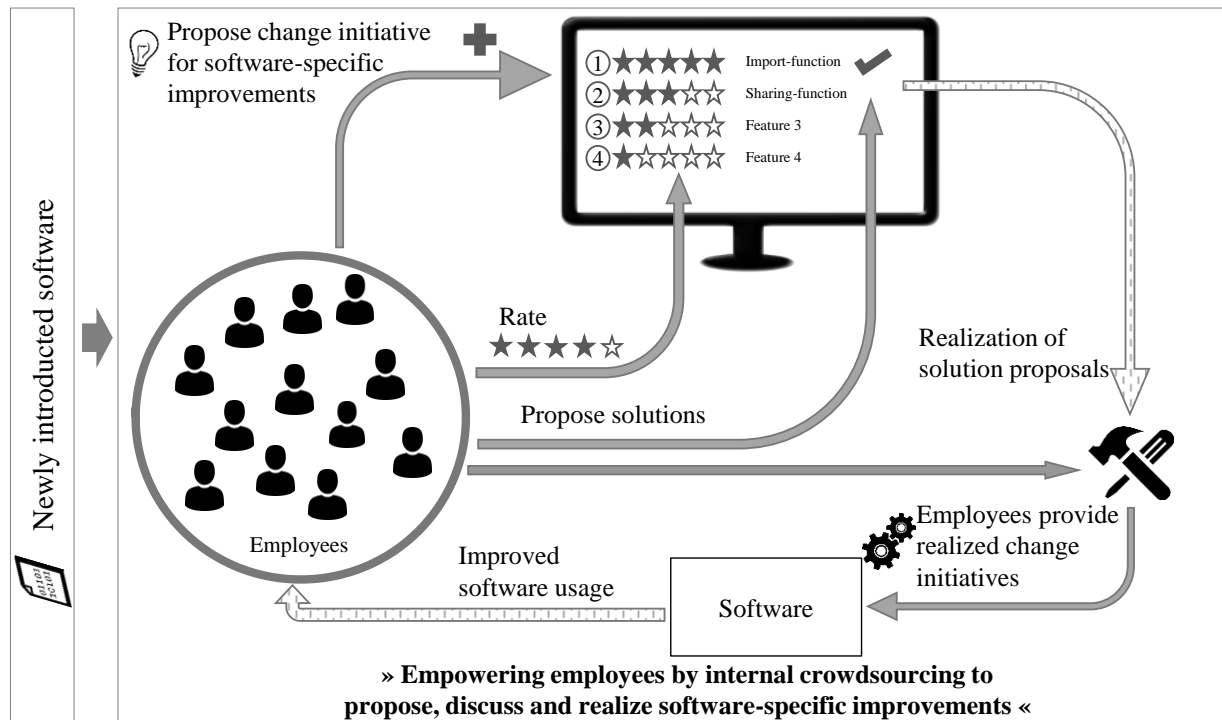 Newly introducted software
01101
Propose change initiative
for software-specific
improvements
1 Import-function
2 Sharing-function
3 Feature 3
4 Feature 4
Rate
Propose solutions
Realization of
solution proposals
Employees
Employees provide
realized change
initiatives
Improved
software usage
Software
» Empowering employees by internal crowdsourcing to
propose, discuss and realize software-specific improvements «